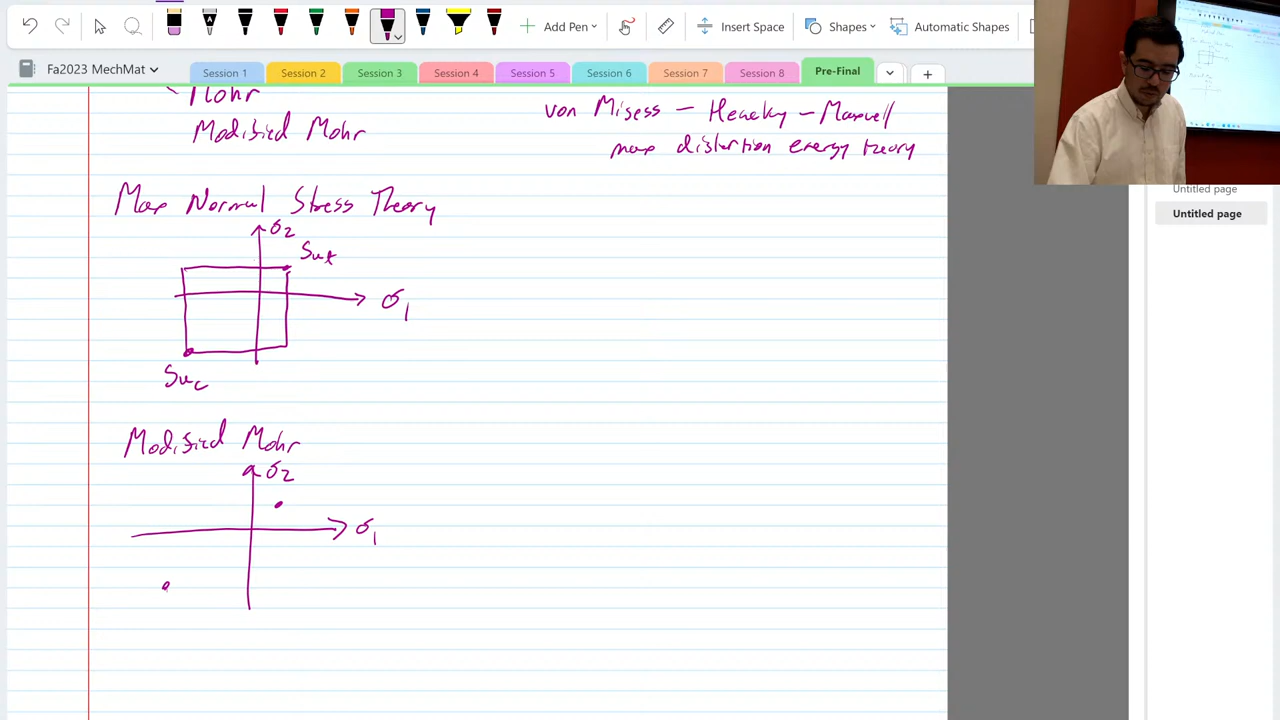 Fa2023 MechMat
Session 1
Session 2
Session 3
Session 4
Session 5
Session 6
Session 7
Session 8
Pre-Final
Add Pen
Insert Space
Shapes
Automatic Shapes
Untitled page
Untitled page
Mohr
Modified Mohr
von Misess - Hencky - Maxwell
max distortion energy theory
Max Normal Stress Theory
σ2
Sut
σ1
Suc
Modified Mohr
σ2
σ1